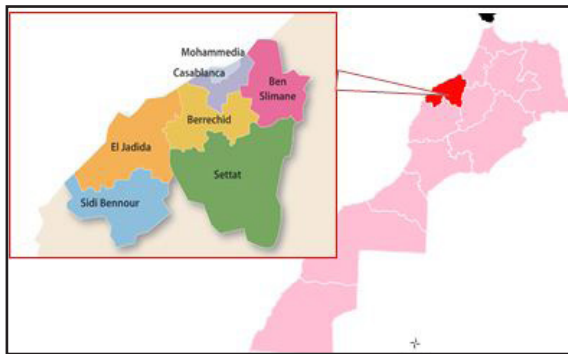 Mohammedia
Casablanca
Ben
Slimane
Berrechid
El Jadida
Settat
Sidi Bennour